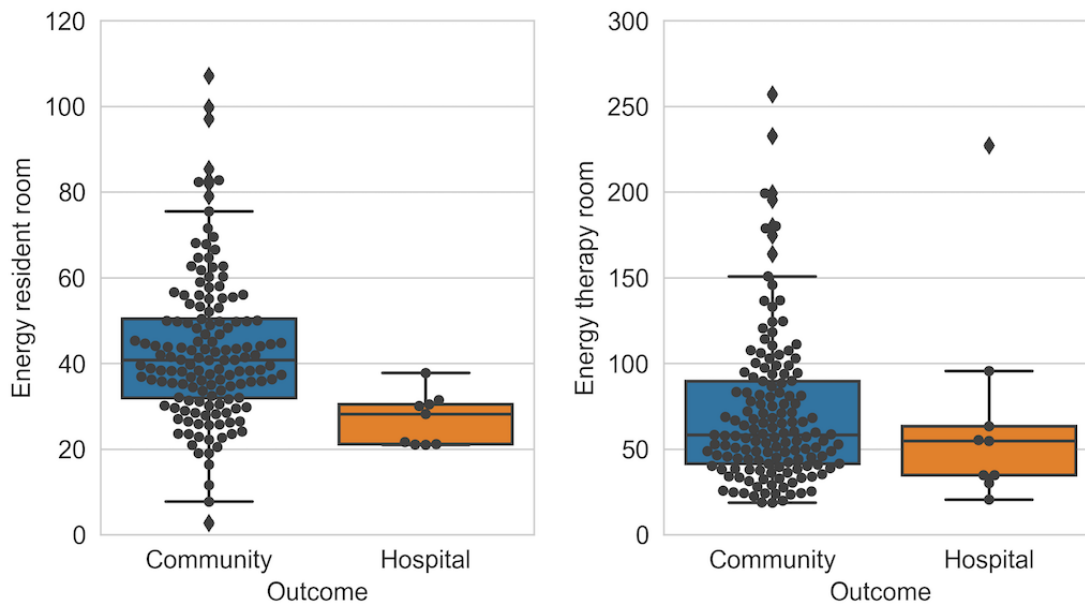 Energy resident room
120
100
80
60
40
20
0
Community Hospital
Outcome
Energy therapy room
300
250
200
150
100
50
0
Community Hospital
Outcome